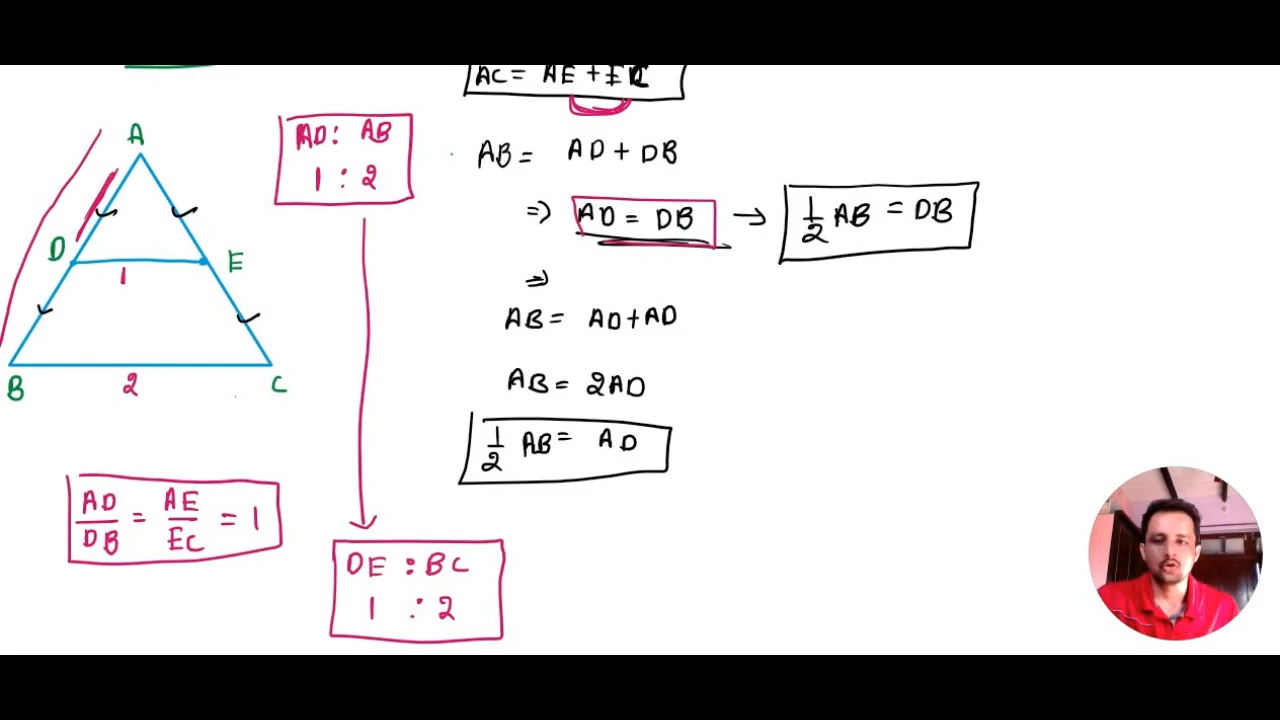 AC = AE + EC
A
AD : AB
1 : 2
AB = AD + DB
⇒ AD = DB → 1/2 AB = DB
D
E
1
⇒
AB = AD + AD
B
2
C
AB = 2AD
1/2 AB = AD
AD/DB = AE/EC = 1
DE : BC
1 : 2